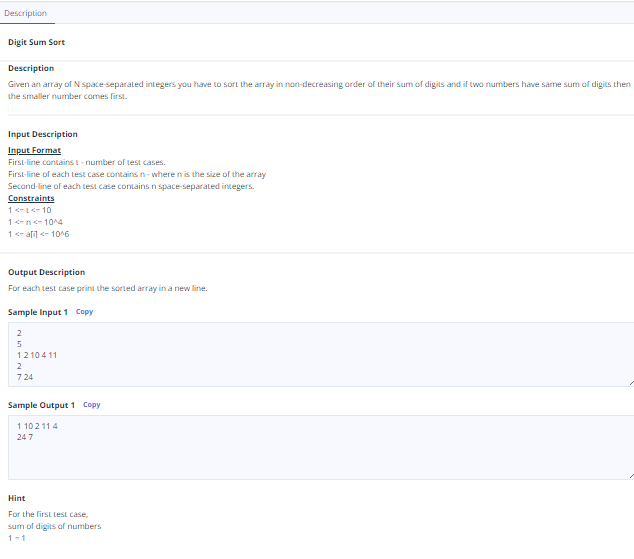 Description
Digit Sum Sort
Description
Given an array of N space-separated integers you have to sort the array in non-decreasing order of their sum of digits and if two numbers have same sum of digits then
the smaller number comes first.
Input Description
Input Format
First-line contains t - number of test cases.
First-line of each test case contains n - where n is the size of the array
Second-line of each test case contains n space-separated integers.
Constraints
1 <= t <= 10
1 <= n <= 10^4
1 <= a[i] <= 10^6
Output Description
For each test case print the sorted array in a new line.
Sample Input 1 Copy
2
5
1 2 10 4 11
2
7 24
Sample Output 1 Copy
1 10 2 11 4
24 7
Hint
For the first test case,
sum of digits of numbers
1 - 1